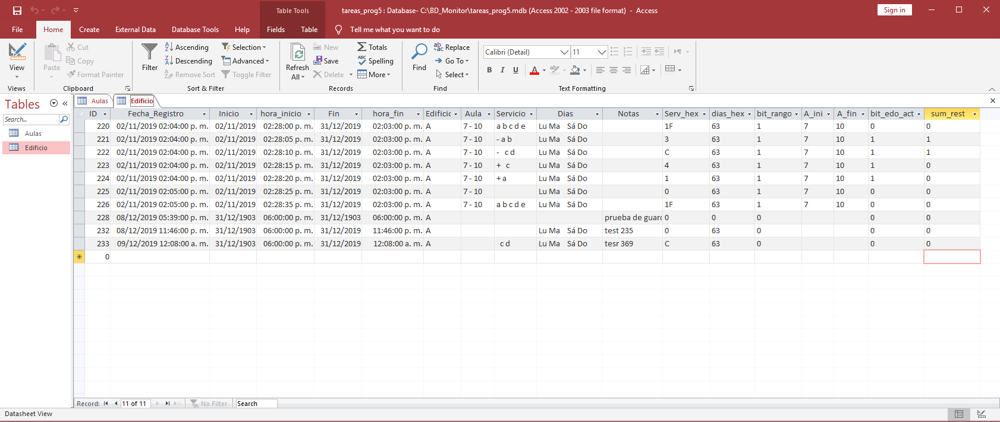 Table Tools
tareas_prog5 : Database- C:\BD_Monitor\tareas_prog5.mdb (Access 2002 - 2003 file format) - Access
Sign in
File Home Create External Data Database Tools Help Fields Table Tell me what you want to do
View
Views
Paste
Cut
Copy
Format Painter
Clipboard
Filter
Ascending
Descending
Remove Sort
Selection
Advanced
Toggle Filter
Sort & Filter
Refresh
All
New
Save
Delete
Totals
Spelling
More
Records
Find
Replace
Go To
Select
Find
Calibri (Detail) 11
B I U A
Text Formatting
Tables
Search...
Aulas
Edificio
Aulas Edificio
ID Fecha_Registro Inicio hora_inicio Fin hora_fin Edificio Aula Servicio Dias Notas Serv_hex dias_hex bit_rango A_ini A_fin bit_edo_act sum_rest
220 02/11/2019 02:04:00 p. m. 02/11/2019 02:28:00 p. m. 31/12/2019 02:03:00 p. m. A 7 - 10 a b c d e Lu Ma Sá Do 1F 63 1 7 10 0 0
221 02/11/2019 02:04:00 p. m. 02/11/2019 02:28:05 p. m. 31/12/2019 02:03:00 p. m. A 7 - 10 - a b Lu Ma Sá Do 3 63 1 7 10 1 1
222 02/11/2019 02:04:00 p. m. 02/11/2019 02:28:10 p. m. 31/12/2019 02:03:00 p. m. A 7 - 10 - c d Lu Ma Sá Do C 63 1 7 10 1 1
223 02/11/2019 02:04:00 p. m. 02/11/2019 02:28:15 p. m. 31/12/2019 02:03:00 p. m. A 7 - 10 + c Lu Ma Sá Do 4 63 1 7 10 1 0
224 02/11/2019 02:04:00 p. m. 02/11/2019 02:28:20 p. m. 31/12/2019 02:03:00 p. m. A 7 - 10 + a Lu Ma Sá Do 1 63 1 7 10 1 0
225 02/11/2019 02:05:00 p. m. 02/11/2019 02:28:25 p. m. 31/12/2019 02:03:00 p. m. A 7 - 10 Lu Ma Sá Do 0 63 1 7 10 0 0
226 02/11/2019 02:05:00 p. m. 02/11/2019 02:28:35 p. m. 31/12/2019 02:03:00 p. m. A 7 - 10 a b c d e Lu Ma Sá Do 1F 63 1 7 10 0 0
228 08/12/2019 05:39:00 p. m. 31/12/1903 06:00:00 p. m. 31/12/1903 06:00:00 p. m. A prueba de guard 0 0 0 0 0
232 08/12/2019 11:46:00 p. m. 31/12/1903 06:00:00 p. m. 31/12/2019 11:46:00 p. m. A Lu Ma Sá Do test 235 0 63 0 0 0
233 09/12/2019 12:08:00 a. m. 31/12/1903 06:00:00 p. m. 31/12/2019 12:08:00 a. m. A c d Lu Ma Sá Do tesr 369 C 63 0 0 0
0
Record: 11 of 11 No Filter Search
Datasheet View